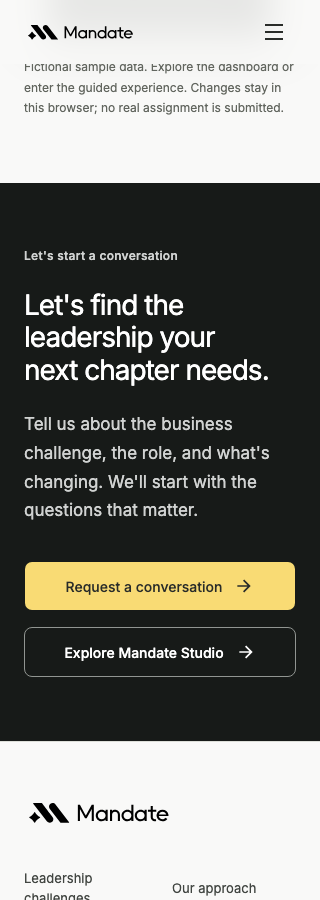 Mandate
Fictional sample data. Explore the dashboard or
enter the guided experience. Changes stay in
this browser; no real assignment is submitted.
Let's start a conversation
Let's find the
leadership your
next chapter needs.
Tell us about the business
challenge, the role, and what's
changing. We'll start with the
questions that matter.
Request a conversation
Explore Mandate Studio
Mandate
Leadership
challenges
Our approach